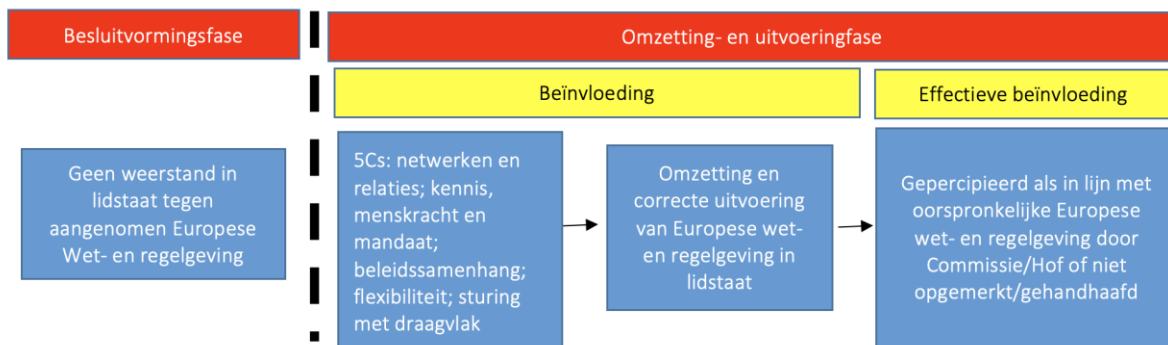 Besluitvormingsfase
Omzetting- en uitvoeringfase
Beïnvloeding
Effectieve beïnvloeding
Geen weerstand in
lidstaat tegen
aangenomen Europese
Wet- en regelgeving
5Cs: netwerken en
relaties; kennis,
menskracht en
mandaat;
beleidssamenhang;
flexibiliteit; sturing
met draagvlak
Omzetting en
correcte uitvoering
van Europese wet-
en regelgeving in
lidstaat
Gepercipieerd als in lijn met
oorspronkelijke Europese
wet- en regelgeving door
Commissie/Hof of niet
opgemerkt/gehandhaafd